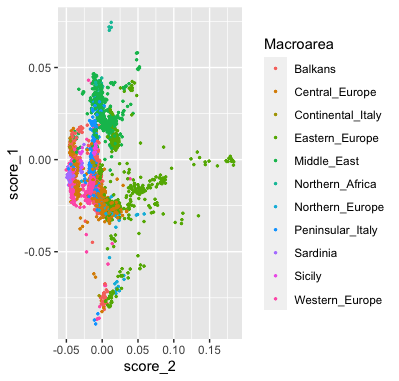 Macroarea
Balkans
Central_Europe
Continental_Italy
Eastern_Europe
Middle_East
Northern_Africa
Northern_Europe
Peninsular_Italy
Sardinia
Sicily
Western_Europe
score_1
0.05
0.00
-0.05
-0.05 0.00 0.05 0.10 0.15
score_2